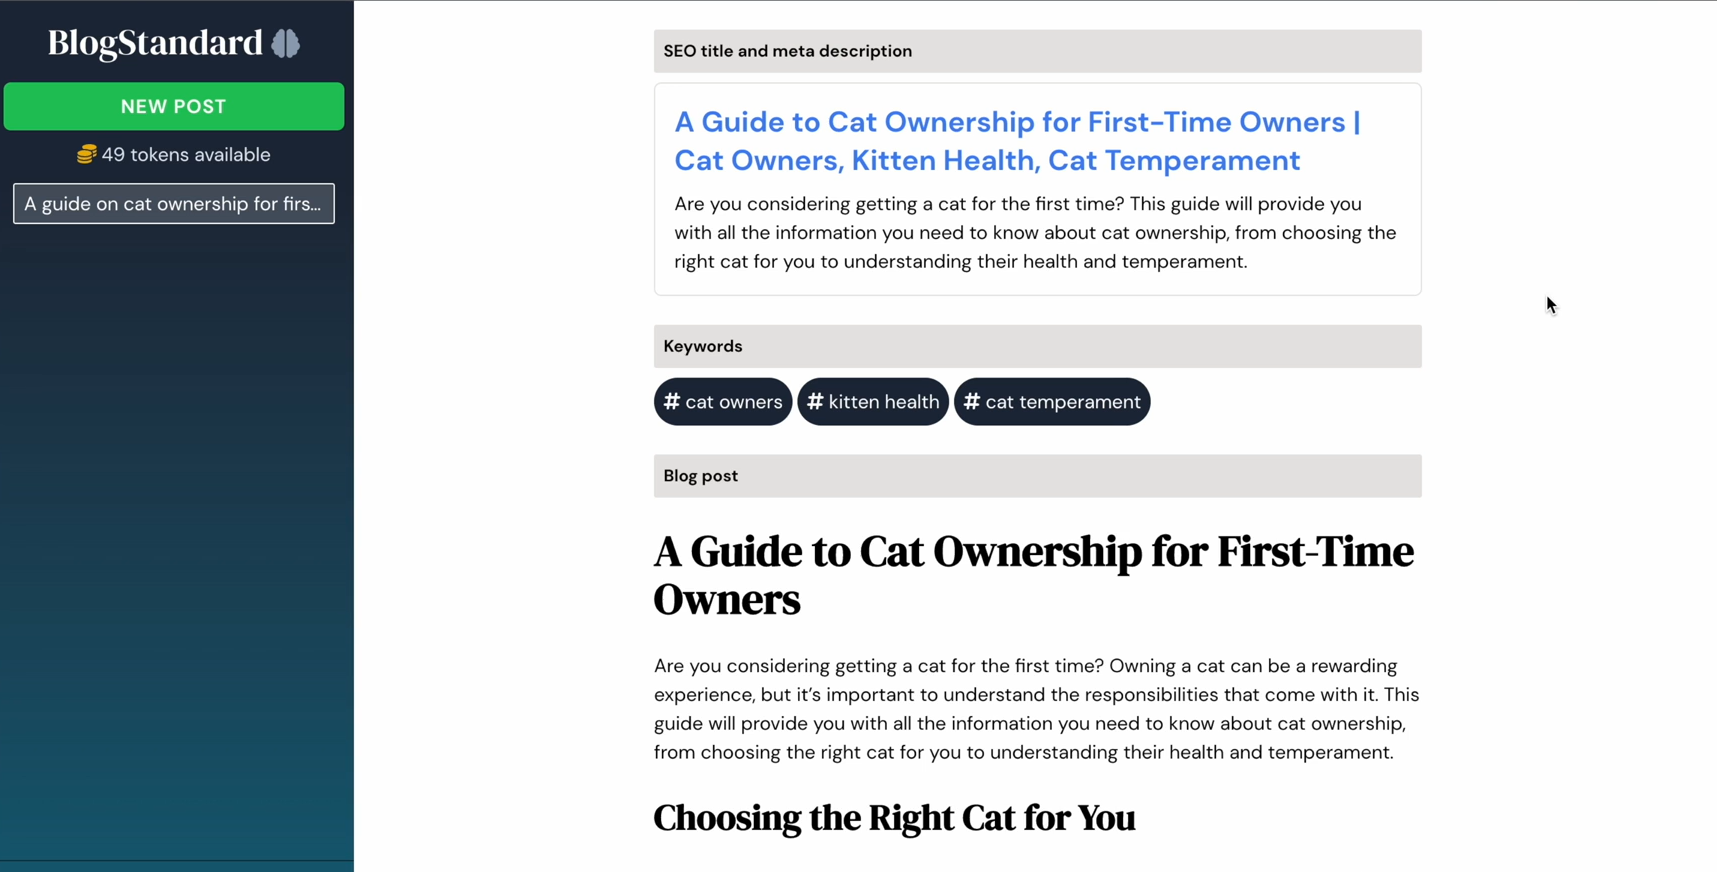 BlogStandard
NEW POST
49 tokens available
A guide on cat ownership for firs...
SEO title and meta description
A Guide to Cat Ownership for First-Time Owners |
Cat Owners, Kitten Health, Cat Temperament
Are you considering getting a cat for the first time? This guide will provide you
with all the information you need to know about cat ownership, from choosing the
right cat for you to understanding their health and temperament.
Keywords
# cat owners # kitten health # cat temperament
Blog post
A Guide to Cat Ownership for First-Time
Owners
Are you considering getting a cat for the first time? Owning a cat can be a rewarding
experience, but it’s important to understand the responsibilities that come with it. This
guide will provide you with all the information you need to know about cat ownership,
from choosing the right cat for you to understanding their health and temperament.
Choosing the Right Cat for You